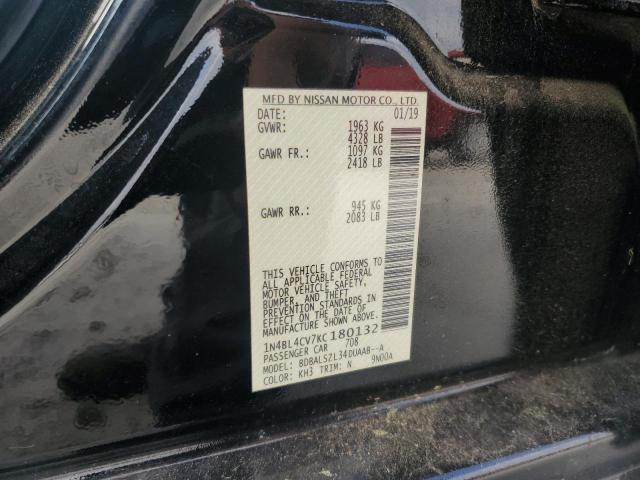 MFD BY NISSAN MOTOR CO., LTD.
DATE: 01/19
GVWR: 1963 KG
4328 LB
GAWR FR.: 1097 KG
2418 LB
GAWR RR.: 945 KG
2083 LB
THIS VEHICLE CONFORMS TO
ALL APPLICABLE FEDERAL
MOTOR VEHICLE SAFETY,
BUMPER, AND THEFT
PREVENTION STANDARDS IN
EFFECT ON THE DATE OF
MANUFACTURE SHOWN ABOVE.
1N4BL4CV7KC180132
PASSENGER CAR 708
MODEL: BDBALSZL34DUAAB--A
COLOR: KH3 TRIM: N 9N00A